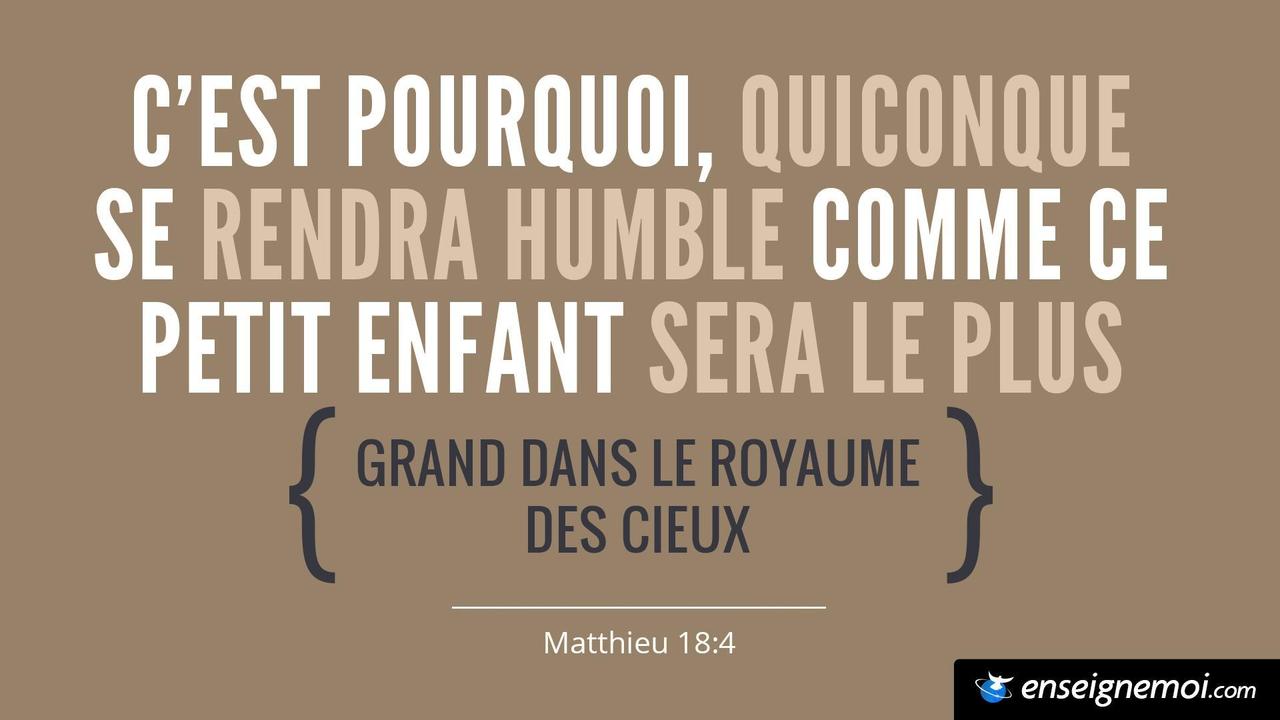 C’EST POURQUOI, QUICONQUE
SE RENDRA HUMBLE COMME CE
PETIT ENFANT SERA LE PLUS
{ GRAND DANS LE ROYAUME
DES CIEUX }
Matthieu 18:4
enseignemoi.com